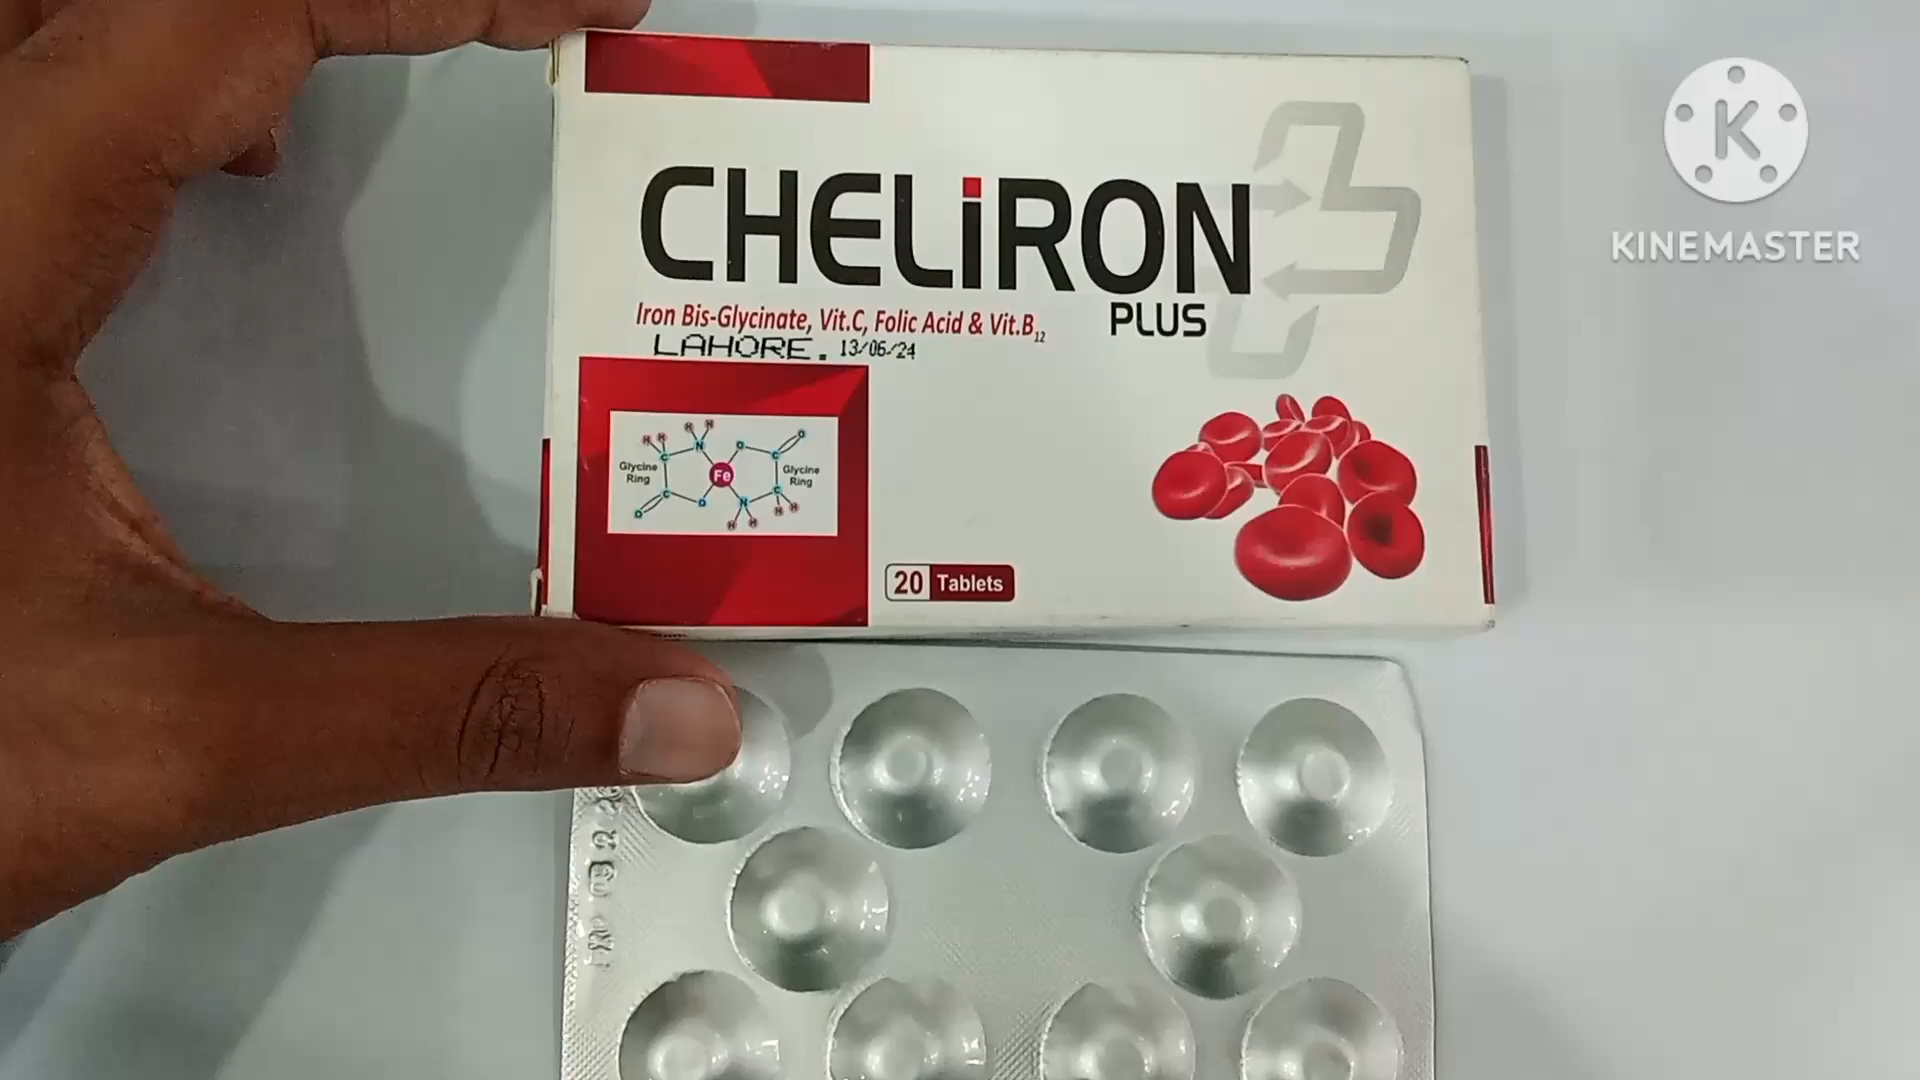 CHELiRON
PLUS
Iron Bis-Glycinate, Vit.C, Folic Acid & Vit.B12
LAHORE. 13/06/24
Glycine
Ring
Fe
Glycine
Ring
20 Tablets
K
KINEMASTER